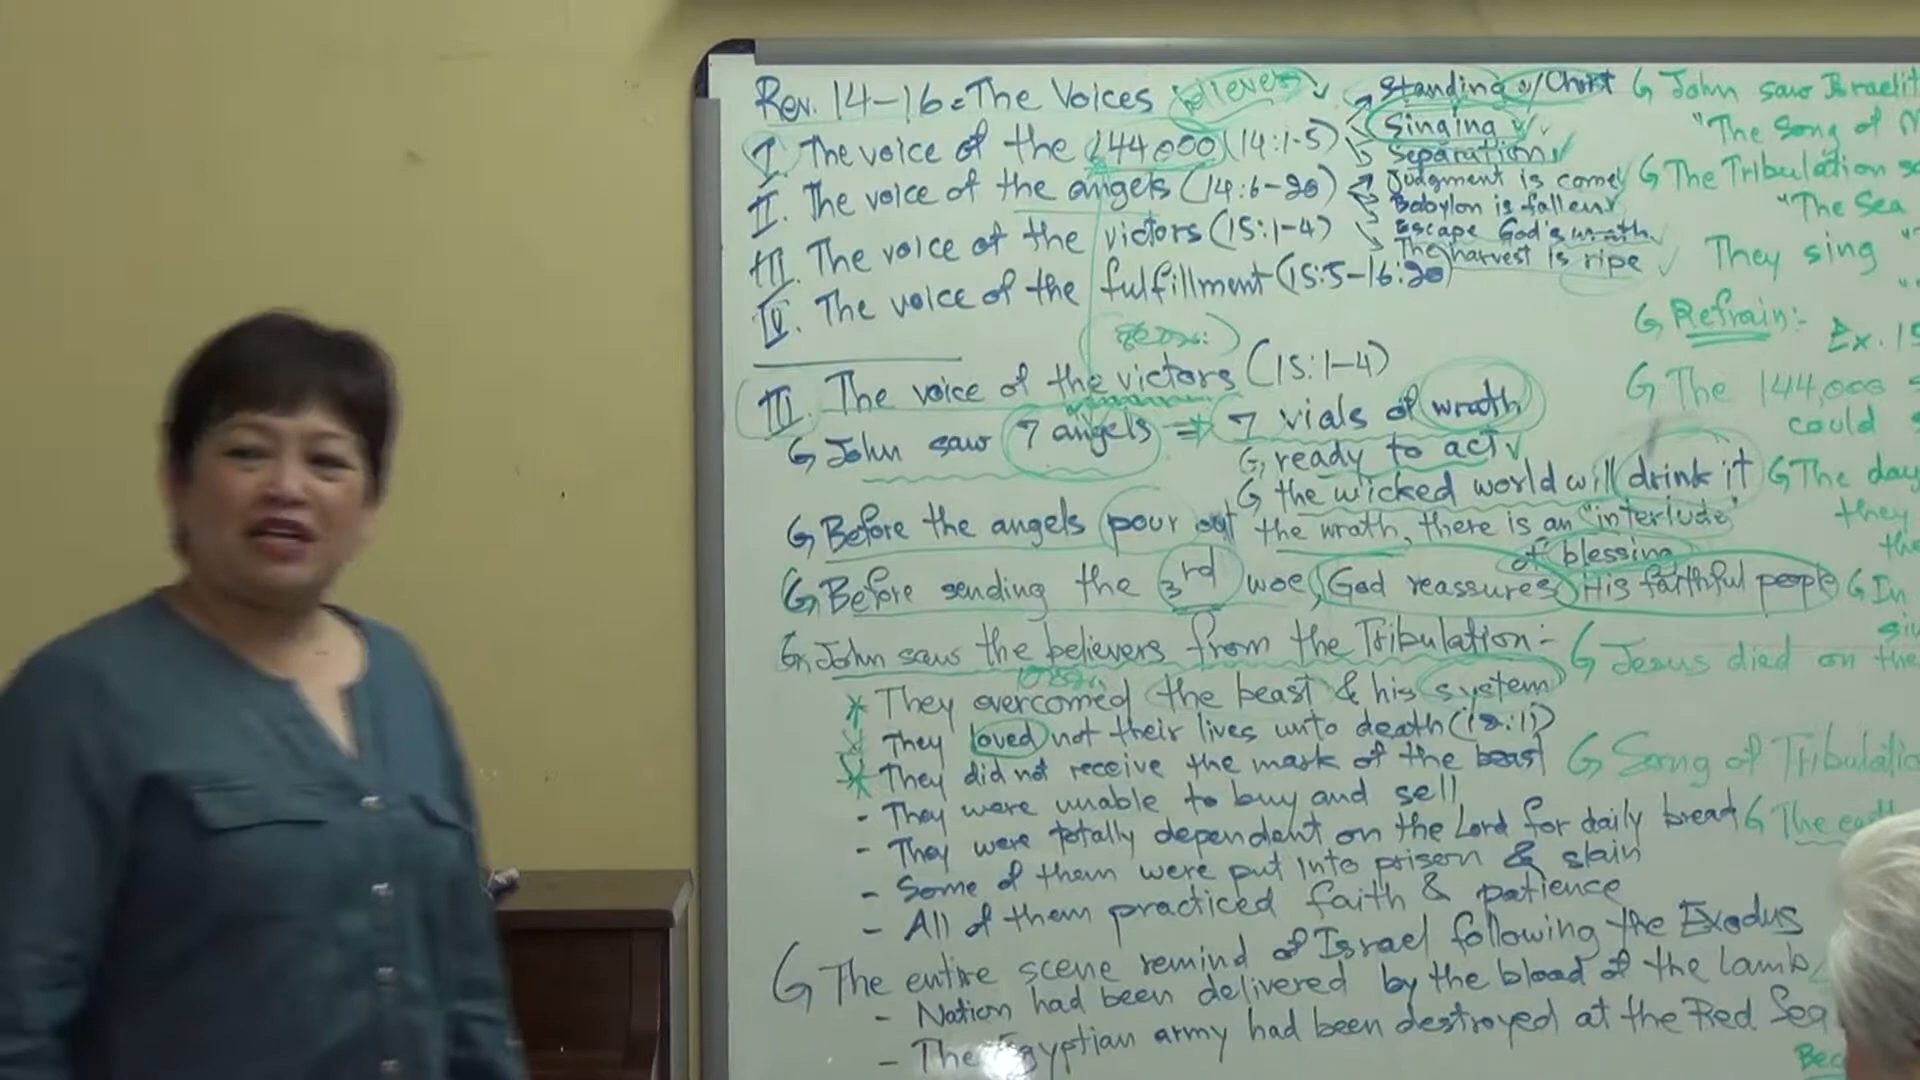 Rev. 14-16 = The Voices believers
I. The voice of the 144,000 (14:1-5)
Standing w/Christ
Singing
Separation
II. The voice of the angels (14:6-20)
Judgment is come
Babylon is fallen
Escape God's wrath
The harvest is ripe
III. The voice of the victors (15:1-4)
IV. The voice of the fulfillment (15:5-16:20)
III. The voice of the victors (15:1-4)
John saw 7 angels ⇒ 7 vials of wrath
ready to act
the wicked world will drink it
Before the angels pour out the wrath, there is an "interlude"
of blessing
Before sending the 3rd woe, God reassures His faithful people
John saw the believers from the Tribulation:-
* They overcomed the beast & his system
* They loved not their lives unto death
* They did not receive the mark of the beast
- They were unable to buy and sell
- They were totally dependent on the Lord for daily bread
- Some of them were put into prison & slain
- All of them practiced faith & patience
The entire scene remind of Israel following the Exodus
- Nation had been delivered by the blood of the lamb
- The Egyptian army had been destroyed at the Red Sea
John saw Israelit
"The Song of M
The Tribulation
"The Sea
They sing
Refrain:-
Ex. 15
The 144,000
could
The day
they
the
In
Jesus died on the
Song of Tribulatio
The
Bec